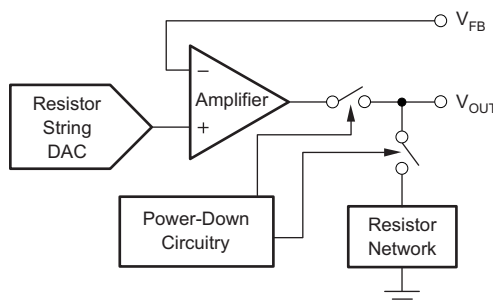 V_FB
Amplifier
−
+
Resistor
String
DAC
V_OUT
Power-Down
Circuitry
Resistor
Network